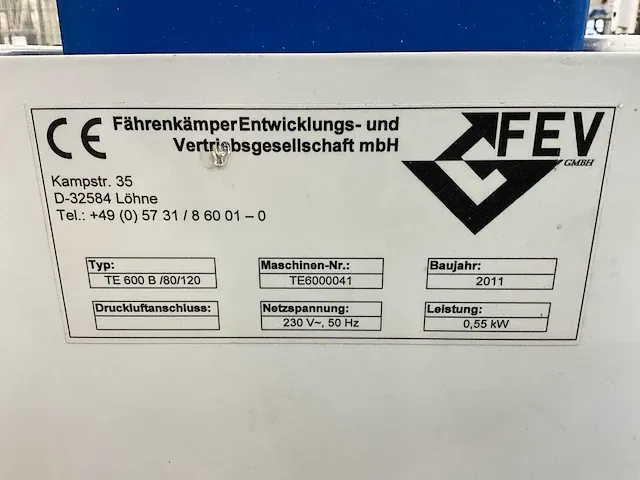 CE FährenkämperEntwicklungs- und
Vertriebsgesellschaft mbH
FEV
GMBH
Kampstr. 35
D-32584 Löhne
Tel.: +49 (0) 57 31 / 8 60 01 – 0
Typ: Maschinen-Nr.: Baujahr:
TE 600 B /80/120 TE6000041 2011
Druckluftanschluss: Netzspannung: Leistung:
230 V~, 50 Hz 0,55 kW